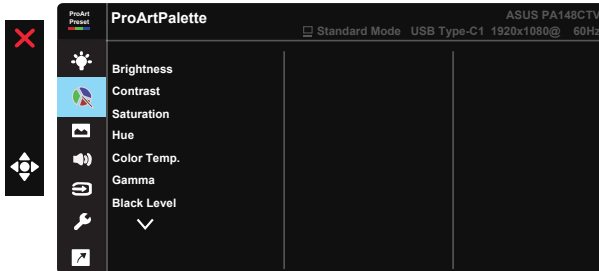 ProArt
Preset
ProArtPalette
ASUS PA148CTV
Standard Mode USB Type-C1 1920x1080@ 60Hz
Brightness
Contrast
Saturation
Hue
Color Temp.
Gamma
Black Level